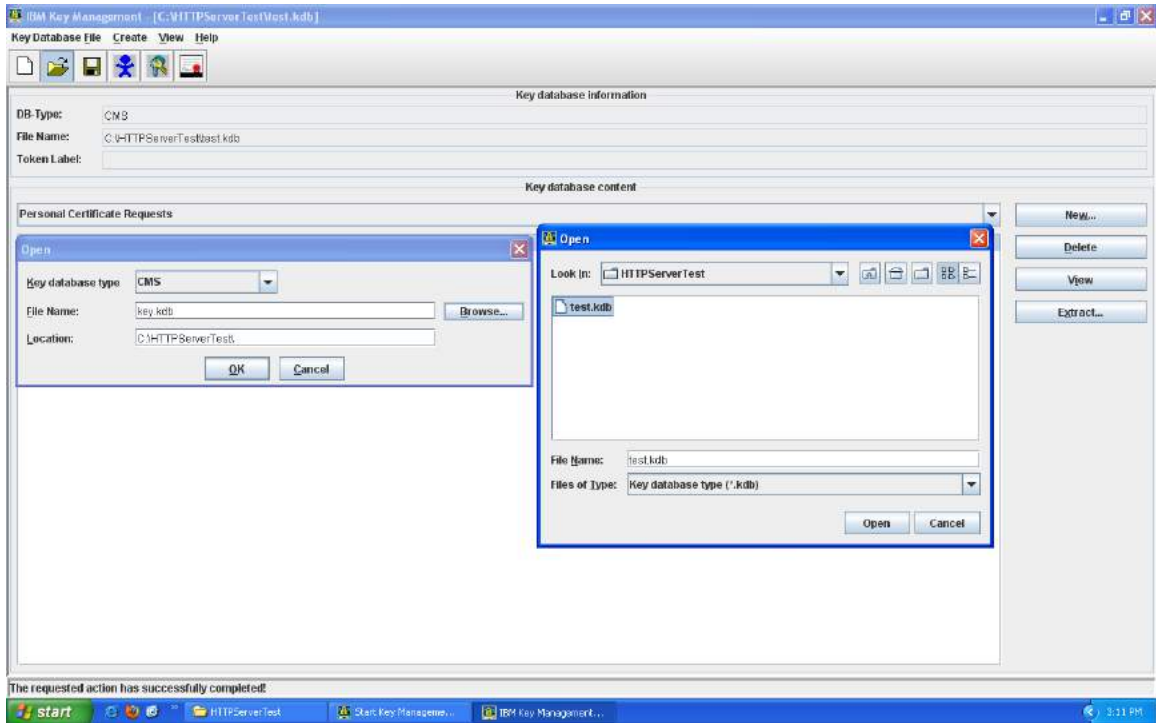 IBM Key Management - [C:\HTTPServerTest\test.kdb]
Key Database File Create View Help
Key database information
DB-Type: CMS
File Name: C:\HTTPServerTest\test.kdb
Token Label:
Key database content
Personal Certificate Requests
New...
Delete
View
Extract...
Open
Key database type CMS
File Name: key.kdb Browse...
Location: C:\HTTPServerTest\
OK Cancel
Open
Look In: HTTPServerTest
test.kdb
File Name: test.kdb
Files of Type: Key database type (*.kdb)
Open Cancel
The requested action has successfully completed!
start HTTPServerTest Start Key Manageme... IBM Key Management... 3:11 PM